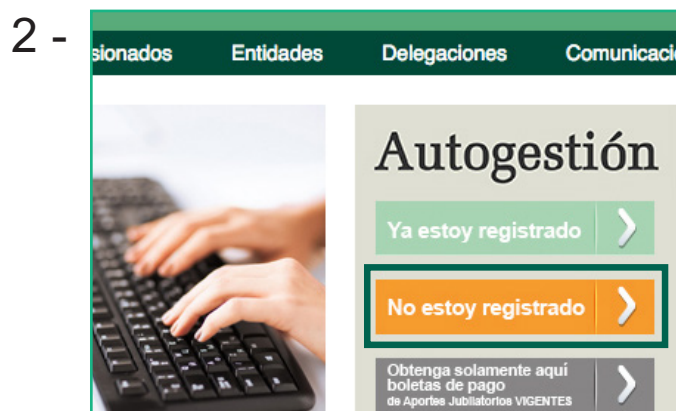 2 -
sionados Entidades Delegaciones Comunicaci
Autogestión
Ya estoy registrado
No estoy registrado
Obtenga solamente aquí
boletas de pago
de Aportes Jubilatorios VIGENTES